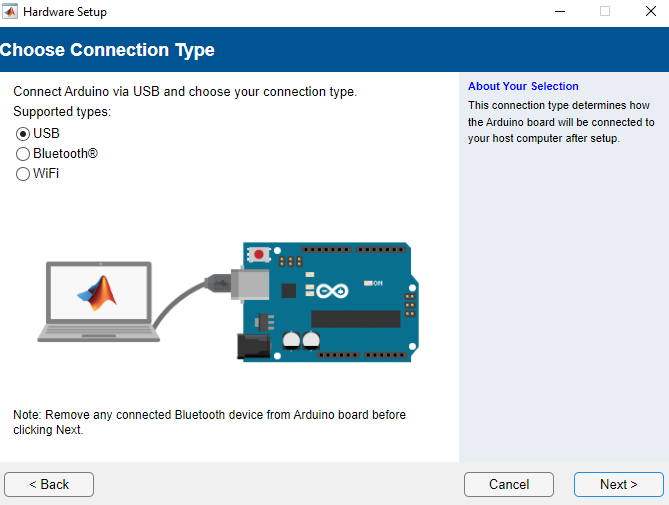 Hardware Setup
Choose Connection Type
Connect Arduino via USB and choose your connection type.
Supported types:
USB
Bluetooth®
WiFi
ON
Note: Remove any connected Bluetooth device from Arduino board before
clicking Next.
About Your Selection
This connection type determines how
the Arduino board will be connected to
your host computer after setup.
< Back
Cancel
Next >